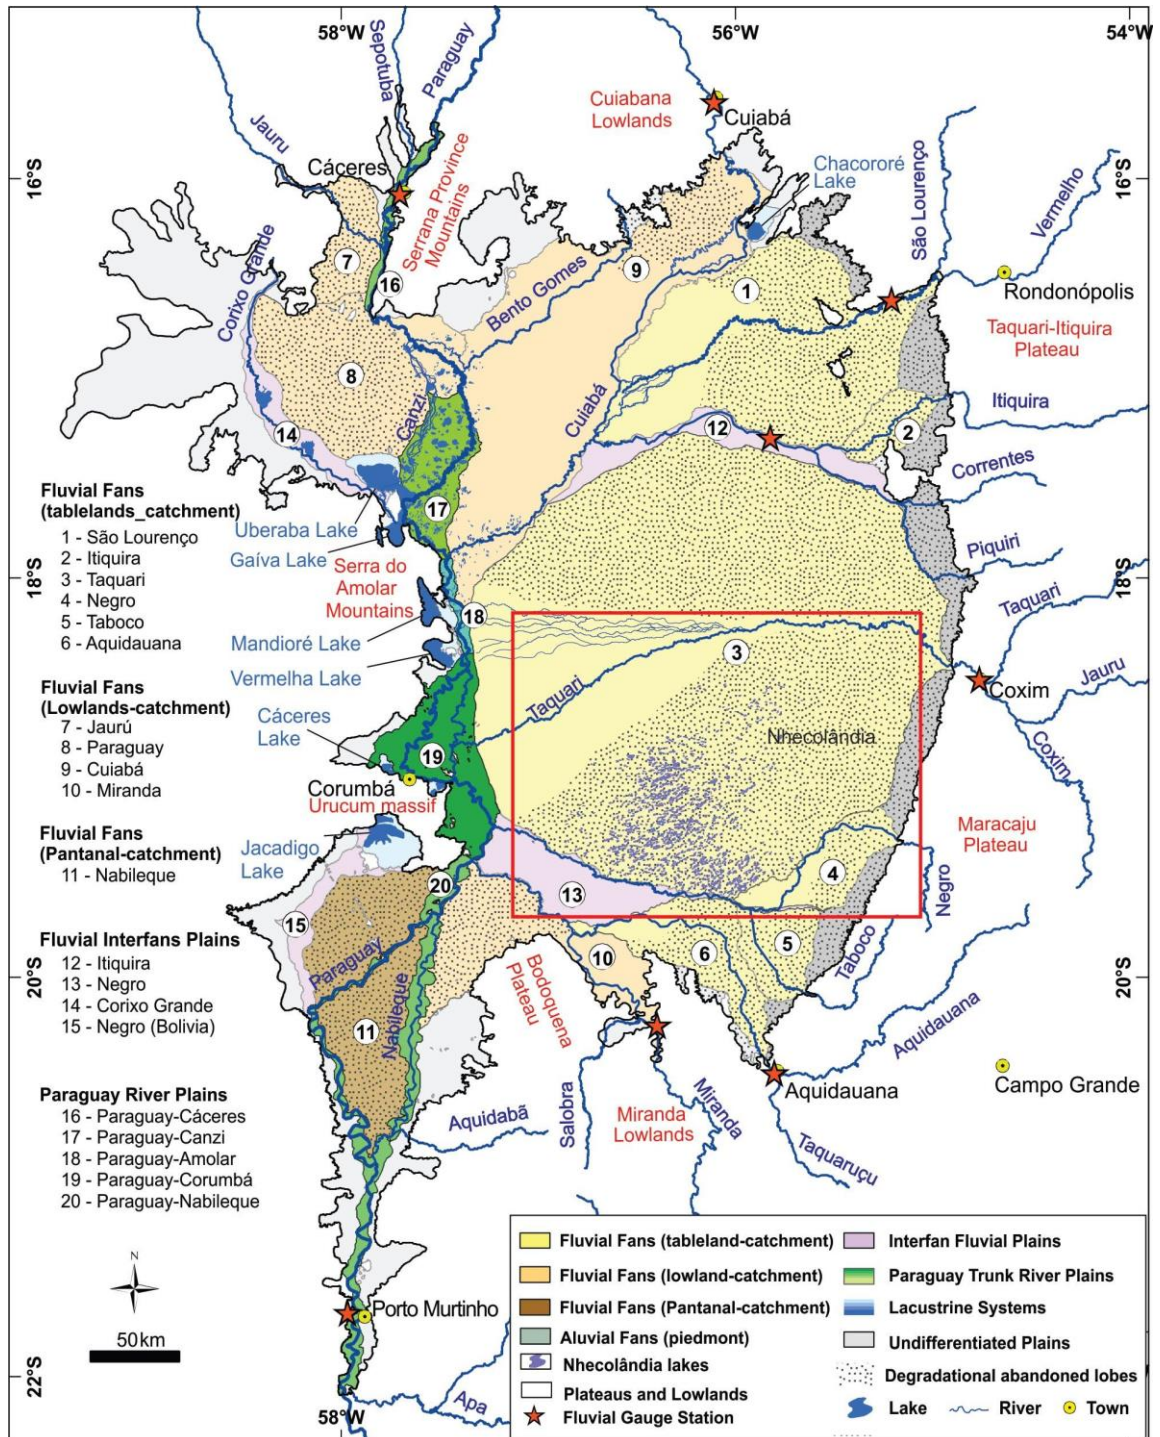 58°W
56°W
54°W
Sepotuba
Paraguay
Jauru
Cuiabana
Lowlands
Cuiabá
Cáceres
Serrana Province
Mountains
Chacororé
Lake
São Lourenço
Vermelho
16°S
16°S
Corixo Grande
7
16
9
1
Bento Gomes
Rondonópolis
Taquari-Itiquira
Plateau
8
Canzi
Cuiabá
12
2
Itiquira
14
Correntes
Fluvial Fans
(tablelands_catchment)
1 - São Lourenço
2 - Itiquira
3 - Taquari
4 - Negro
5 - Taboco
6 - Aquidauana
17
Uberaba Lake
Gaíva Lake
Piquiri
18°S
18°S
Serra do
Amolar
Mountains
18
Taquari
Mandioré Lake
3
Vermelha Lake
Coxim
Jauru
Taquari
Fluvial Fans
(Lowlands-catchment)
7 - Jaurú
8 - Paraguay
9 - Cuiabá
10 - Miranda
Cáceres
Lake
Nhecolândia
Coxim
19
Corumbá
Urucum massif
Maracaju
Plateau
Fluvial Fans
(Pantanal-catchment)
11 - Nabileque
Jacadigo
Lake
20
4
13
Negro
Fluvial Interfans Plains
12 - Itiquira
13 - Negro
14 - Corixo Grande
15 - Negro (Bolivia)
15
Paraguay
5
6
10
Taboco
Bodoquena
Plateau
20°S
20°S
11
Nabileque
Aquidauana
Aquidauana
Campo Grande
Paraguay River Plains
16 - Paraguay-Cáceres
17 - Paraguay-Canzi
18 - Paraguay-Amolar
19 - Paraguay-Corumbá
20 - Paraguay-Nabileque
Aquidabã
Salobra
Miranda
Lowlands
Miranda
Taquaruçu
N
50km
Porto Murtinho
22°S
58°W
Apa
Fluvial Fans (tableland-catchment)
Fluvial Fans (lowland-catchment)
Fluvial Fans (Pantanal-catchment)
Aluvial Fans (piedmont)
Nhecolândia lakes
Plateaus and Lowlands
Fluvial Gauge Station
Interfan Fluvial Plains
Paraguay Trunk River Plains
Lacustrine Systems
Undifferentiated Plains
Degradational abandoned lobes
Lake
River
Town